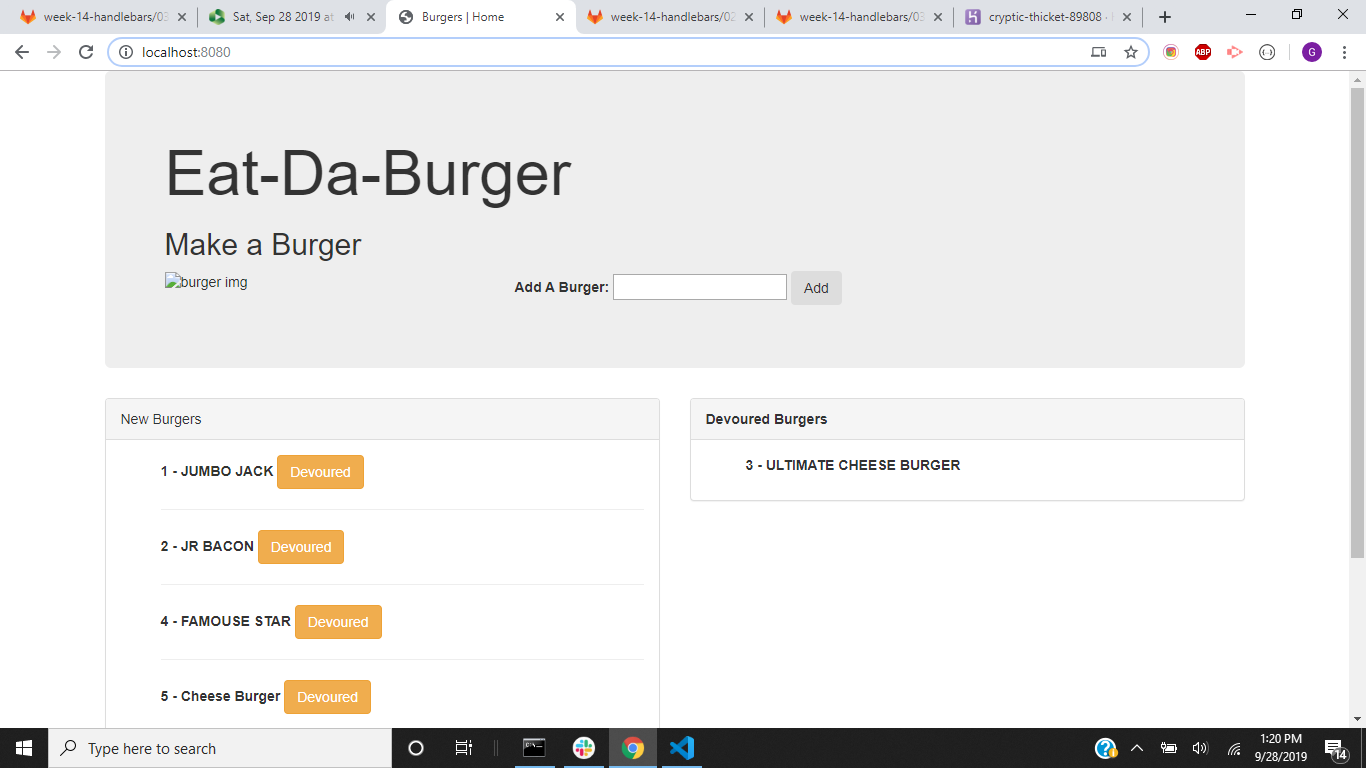 week-14-handlebars/03
Sat, Sep 28 2019 at
Burgers | Home
week-14-handlebars/02
week-14-handlebars/03
cryptic-thicket-89808 ·
localhost:8080
ABP
G
Eat-Da-Burger
Make a Burger
burger img
Add A Burger:
Add
New Burgers
1 - JUMBO JACK Devoured
2 - JR BACON Devoured
4 - FAMOUSE STAR Devoured
5 - Cheese Burger Devoured
Devoured Burgers
3 - ULTIMATE CHEESE BURGER
Type here to search
1:20 PM
9/28/2019
14